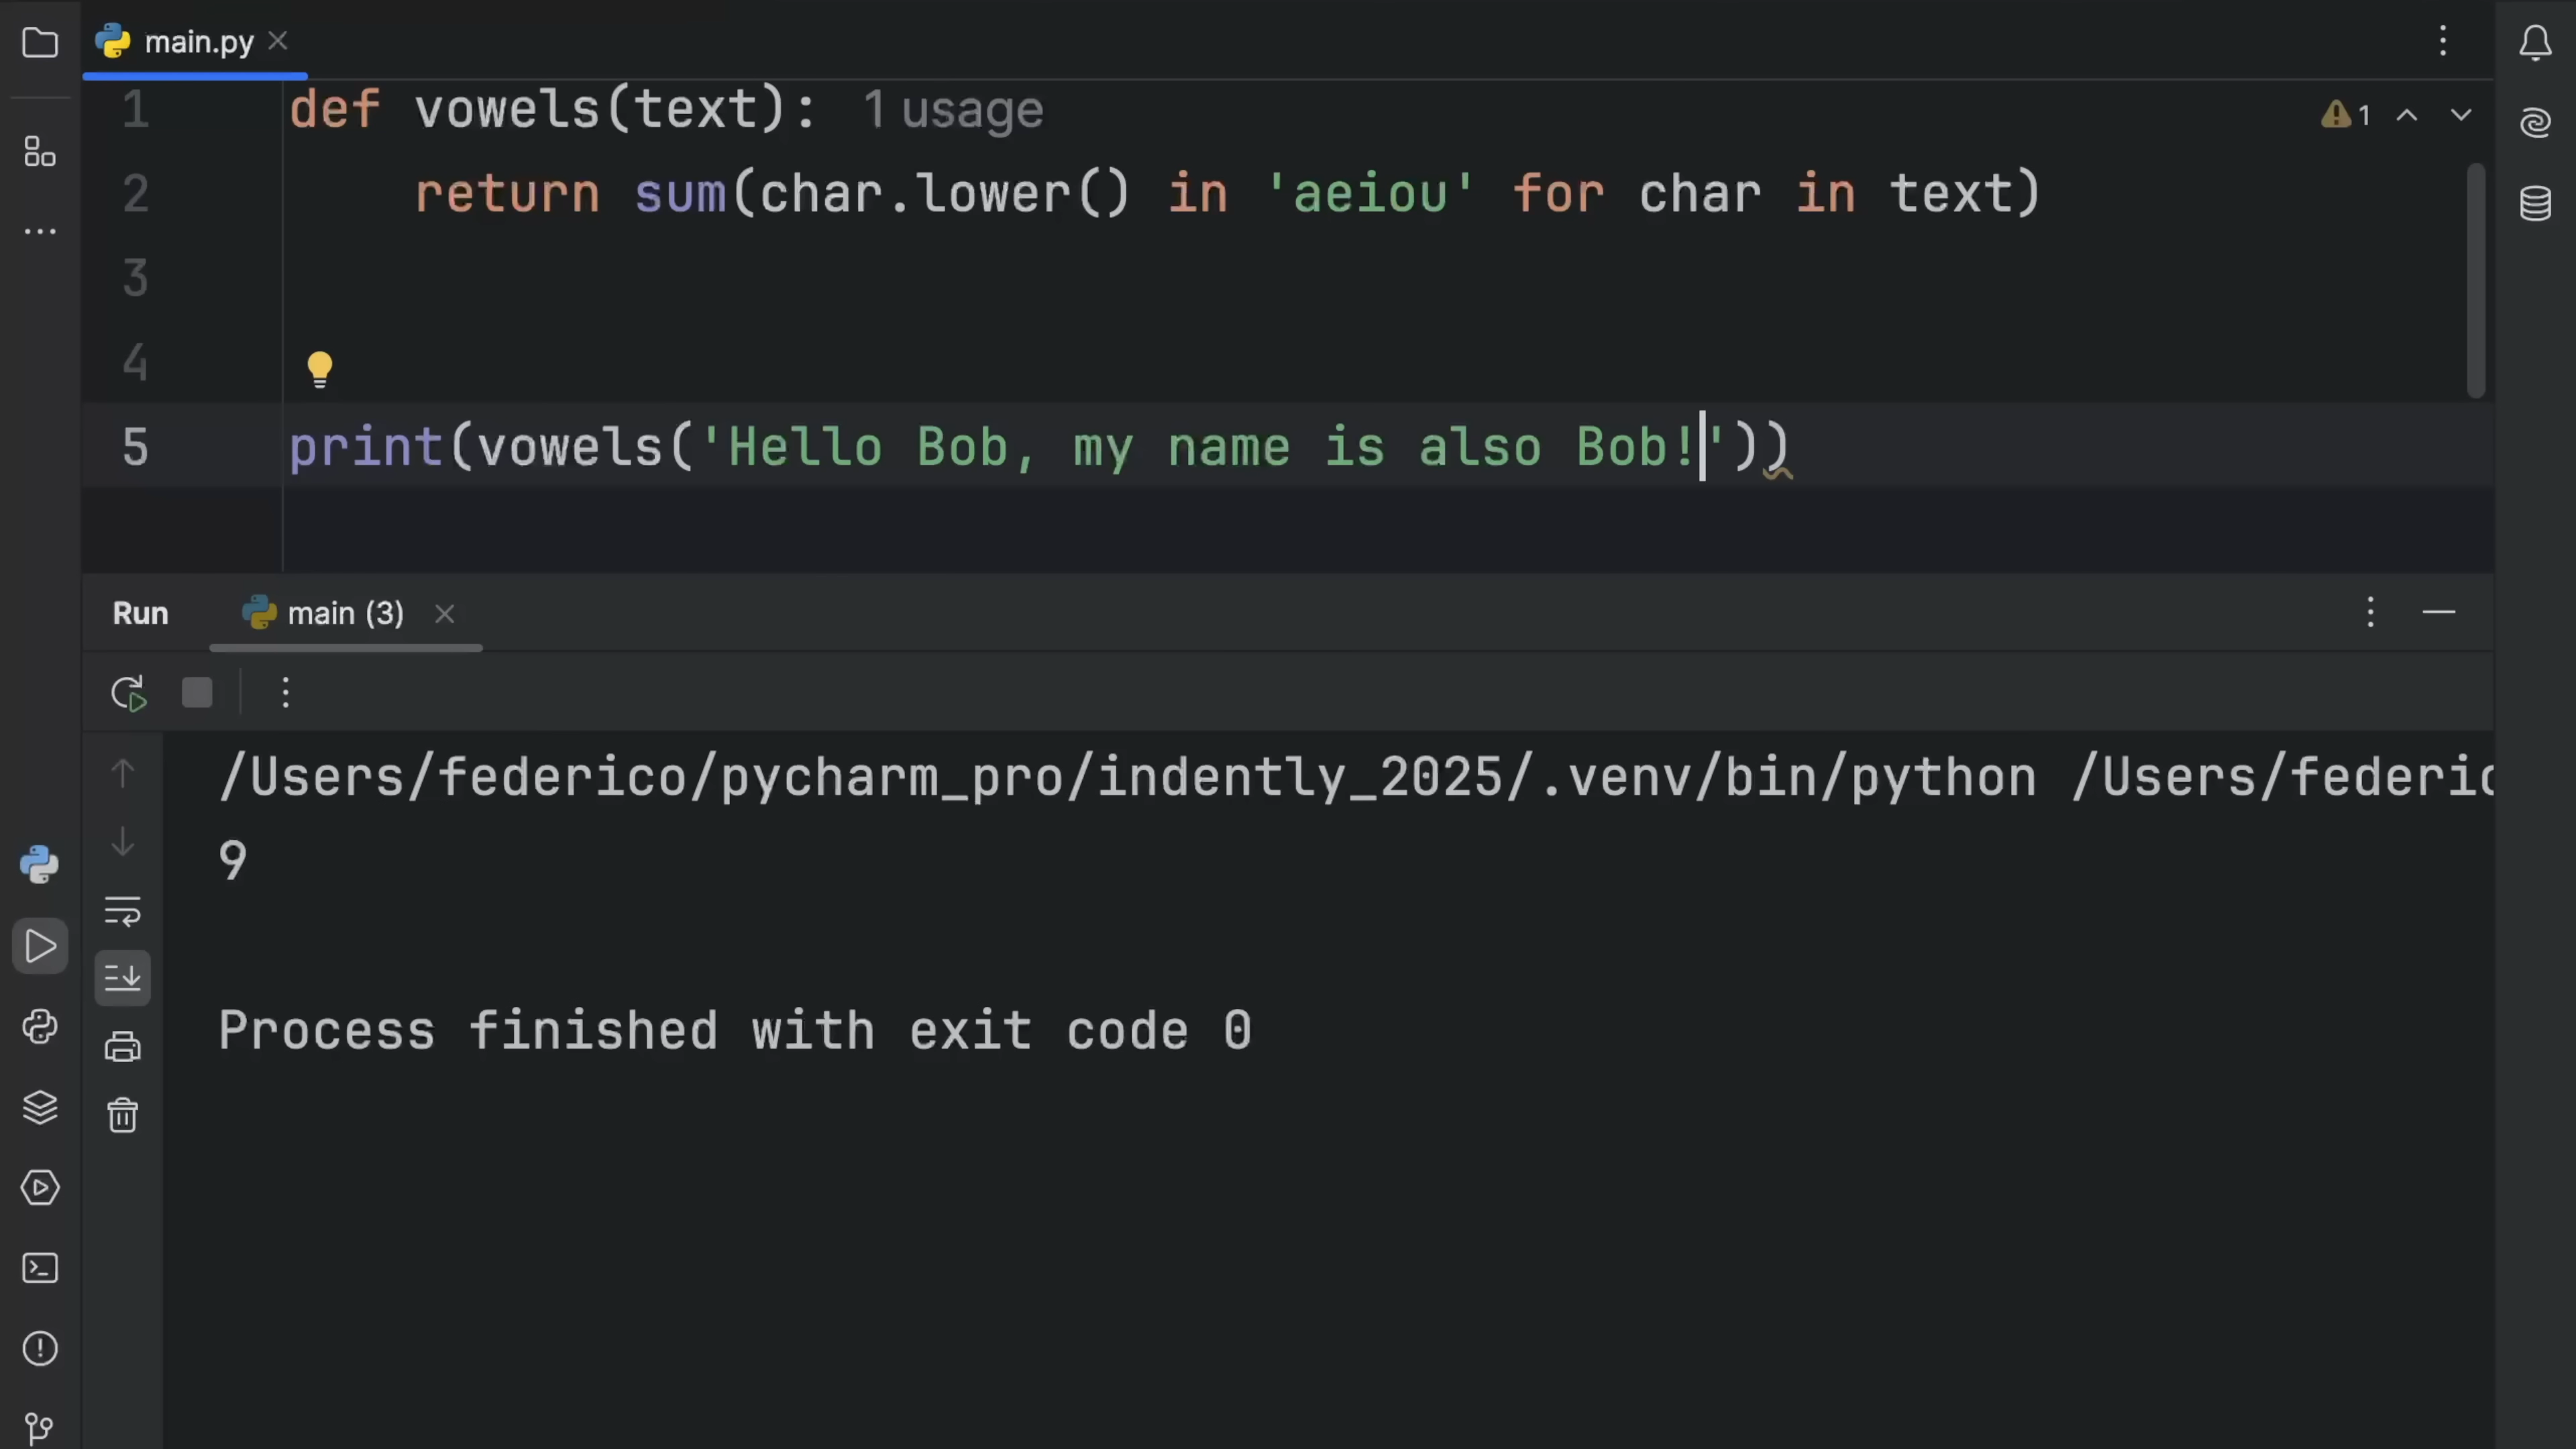 main.py
1 def vowels(text): 1 usage
2 return sum(char.lower() in 'aeiou' for char in text)
3
4
5 print(vowels('Hello Bob, my name is also Bob!'))
1
Run main (3)
/Users/federico/pycharm_pro/indently_2025/.venv/bin/python /Users/federic
9
Process finished with exit code 0